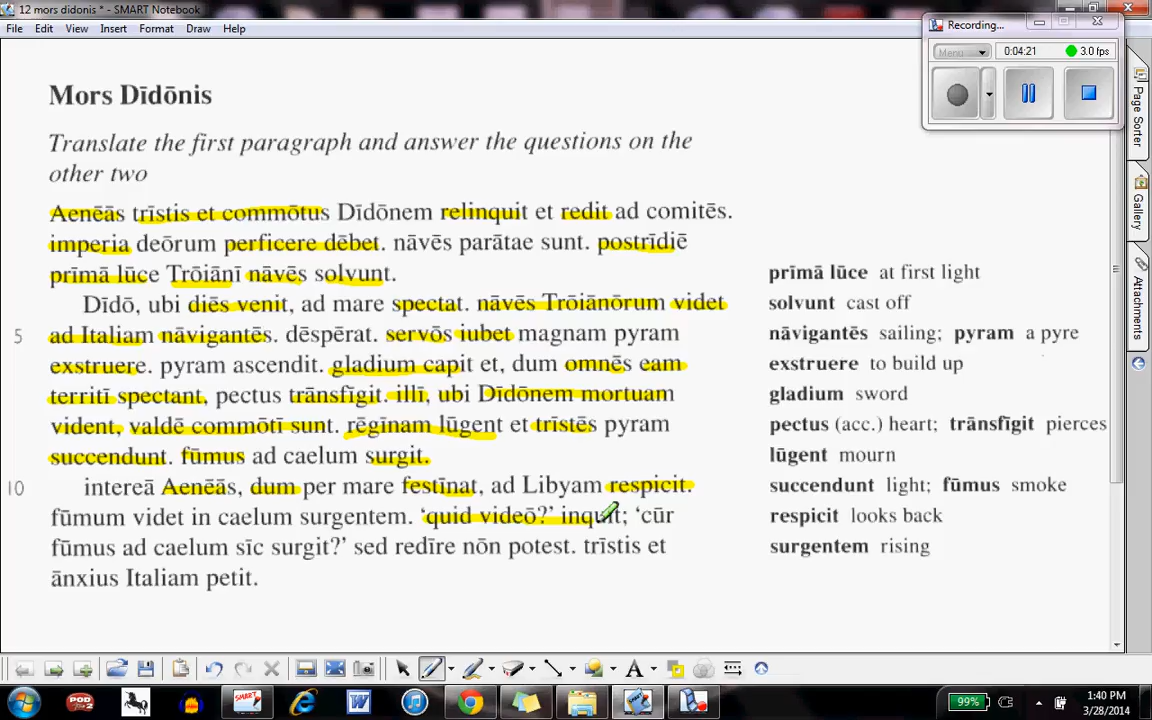 12 mors didonis * - SMART Notebook
File Edit View Insert Format Draw Help
Recording...
Menu 0:04:21 3.0 fps
Page Sorter
Gallery
Attachments
Mors Dīdōnis
Translate the first paragraph and answer the questions on the
other two
Aenēās trīstis et commōtus Dīdōnem relinquit et redit ad comitēs.
imperia deōrum perficere dēbet. nāvēs parātae sunt. postrīdiē
prīmā lūce Trōiānī nāvēs solvunt.
Dīdō, ubi diēs venit, ad mare spectat. nāvēs Trōiānōrum videt
5 ad Italiam nāvigantēs. dēspērat. servōs iubet magnam pyram
exstruere. pyram ascendit. gladium capit et, dum omnēs eam
territī spectant, pectus trānsfīgit. illī, ubi Dīdōnem mortuam
vident, valdē commōtī sunt. rēgīnam lūgent et trīstēs pyram
succendunt. fūmus ad caelum surgit.
10 intereā Aenēās, dum per mare festīnat, ad Libyam respicit.
fūmum videt in caelum surgentem. ‘quid videō?’ inquit; ‘cūr
fūmus ad caelum sīc surgit?’ sed redīre nōn potest. trīstis et
ānxius Italiam petit.
prīmā lūce at first light
solvunt cast off
nāvigantēs sailing; pyram a pyre
exstruere to build up
gladium sword
pectus (acc.) heart; trānsfīgit pierces
lūgent mourn
succendunt light; fūmus smoke
respicit looks back
surgentem rising
A
POD
SMART
W
99%
1:40 PM
3/28/2014